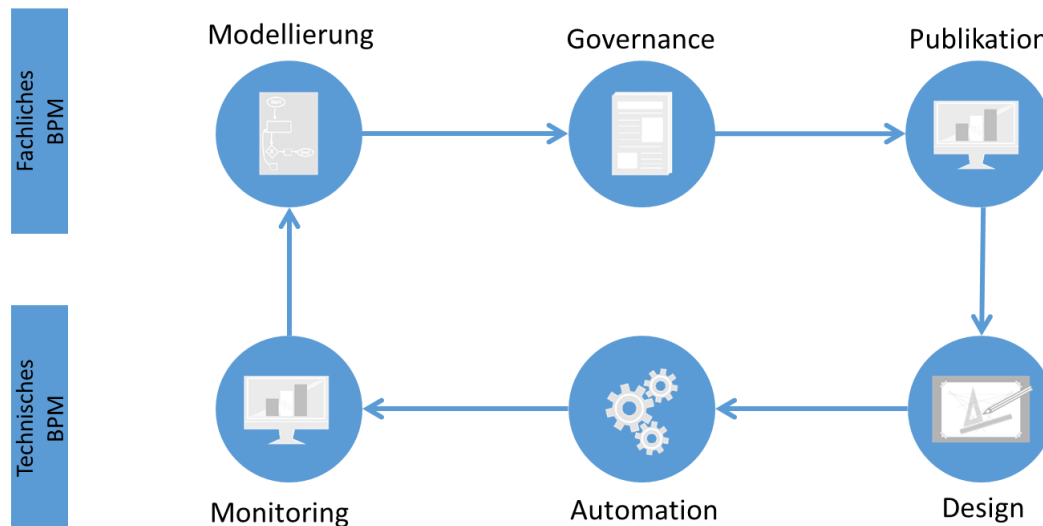 Modellierung
Governance
Publikation
Fachliches
BPM
Technisches
BPM
Monitoring
Automation
Design